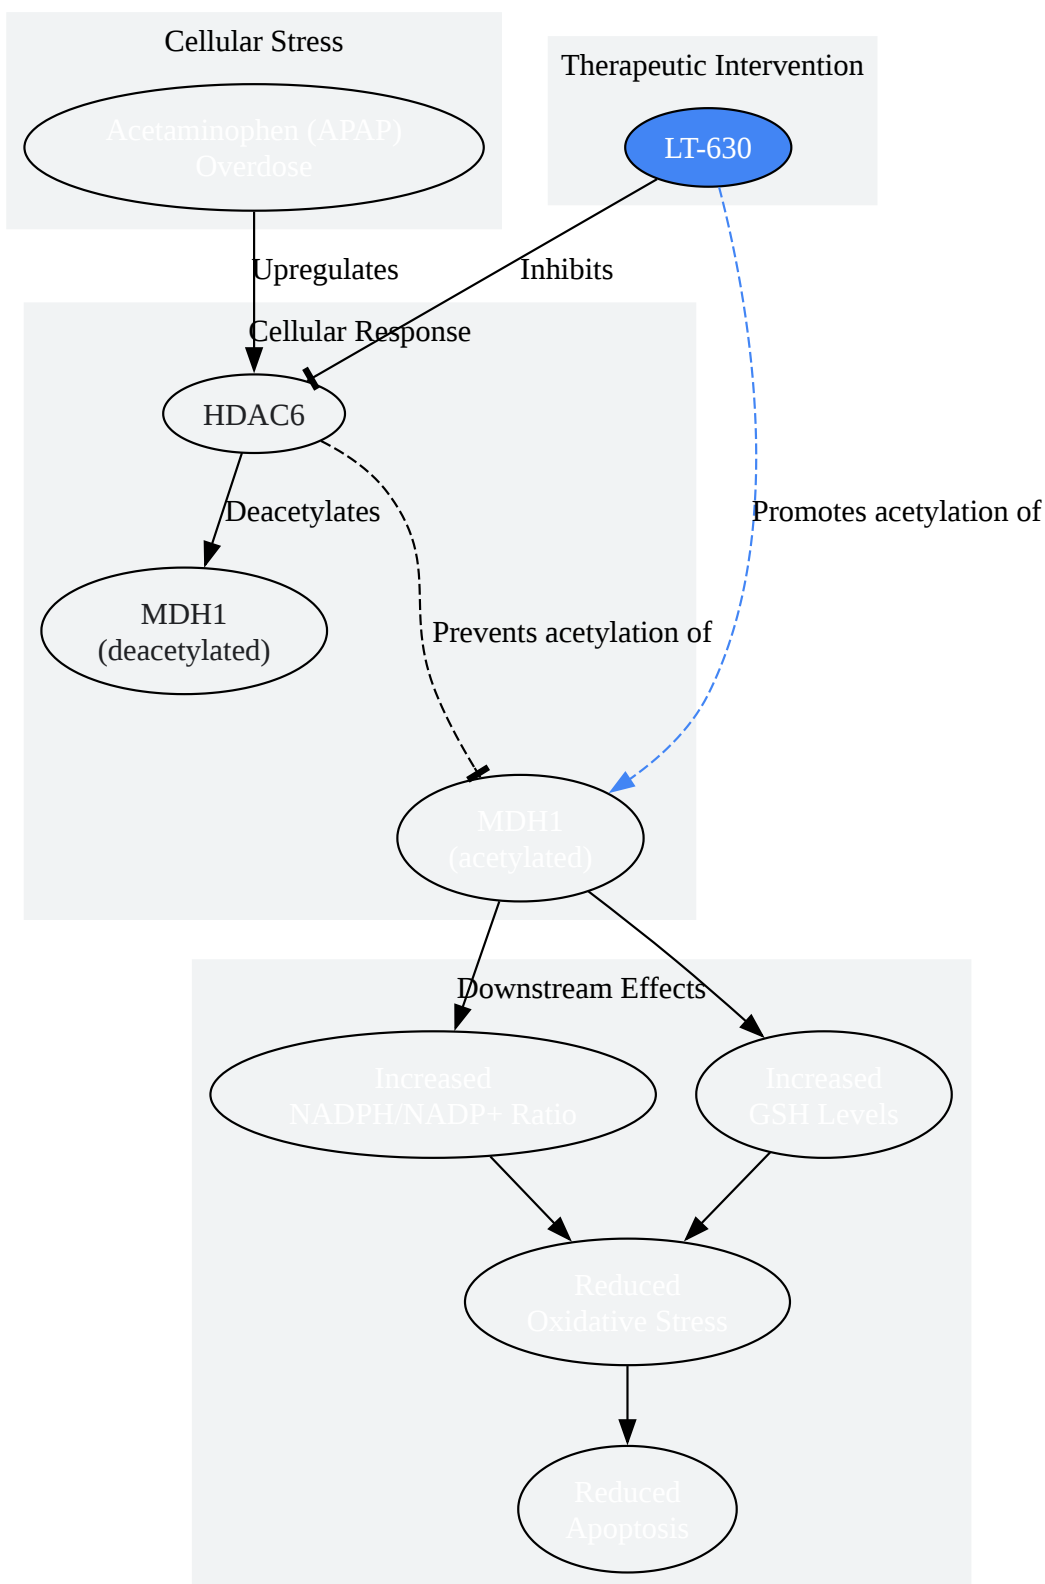 Cellular Stress
Therapeutic Intervention
Acetaminophen (APAP)
Overdose
LT-630
Upregulates
Inhibits
Cellular Response
HDAC6
Deacetylates
Promotes acetylation of
MDH1
(deacetylated)
Prevents acetylation of
MDH1
(acetylated)
Downstream Effects
Increased
NADPH/NADP+ Ratio
Increased
GSH Levels
Reduced
Oxidative Stress
Reduced
Apoptosis